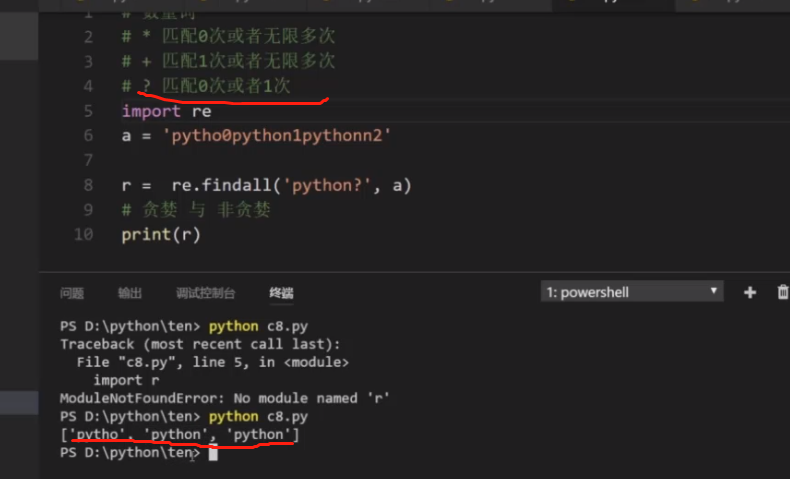 1 # 数量词
2 # * 匹配0次或者无限多次
3 # + 匹配1次或者无限多次
4 # ? 匹配0次或者1次
5 import re
6 a = 'pytho0python1pythonn2'
7
8 r =  re.findall('python?', a)
9 # 贪婪 与 非贪婪
10 print(r)
问题 输出 调试控制台 终端 1: powershell
PS D:\python\ten> python c8.py
Traceback (most recent call last):
  File "c8.py", line 5, in <module>
    import r
ModuleNotFoundError: No module named 'r'
PS D:\python\ten> python c8.py
['pytho', 'python', 'python']
PS D:\python\ten>